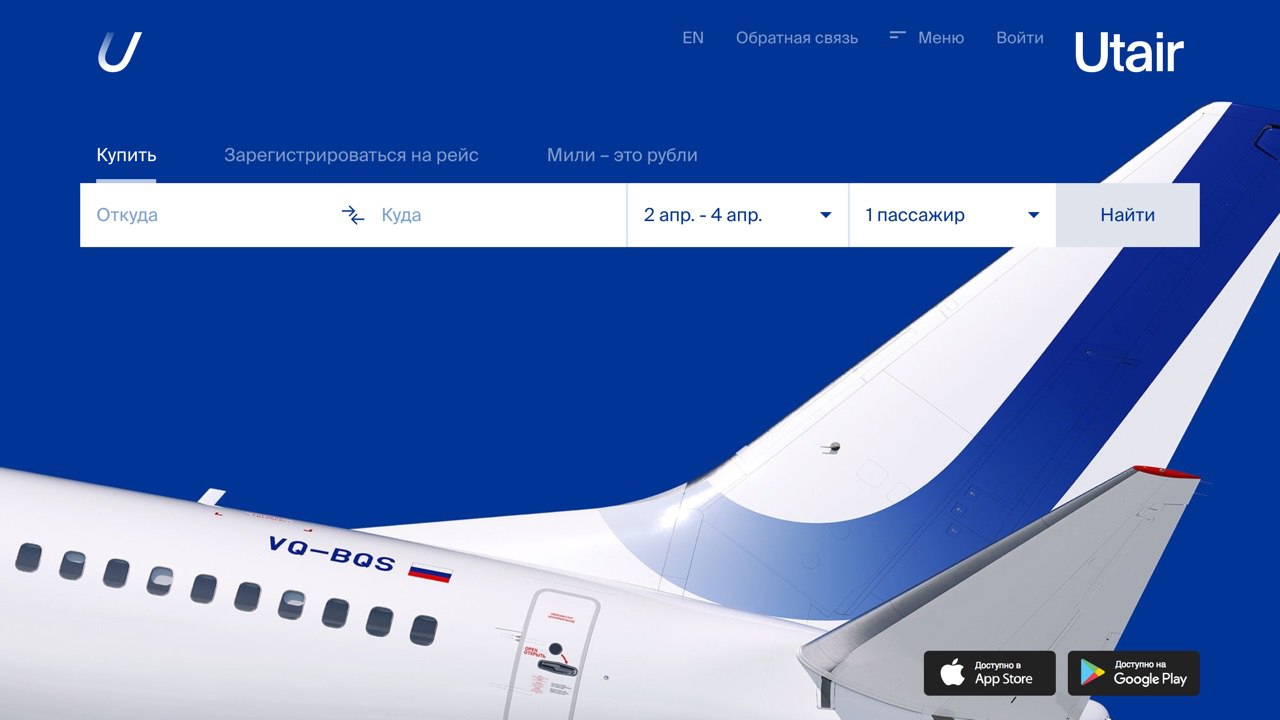 EN
Обратная связь
Меню
Войти
Utair
Купить
Зарегистрироваться на рейс
Мили – это рубли
Откуда
Куда
2 апр. - 4 апр.
1 пассажир
Найти
VQ-BQS
OPEN
ОТКРЫТЬ
Доступно в
App Store
Доступно на
Google Play